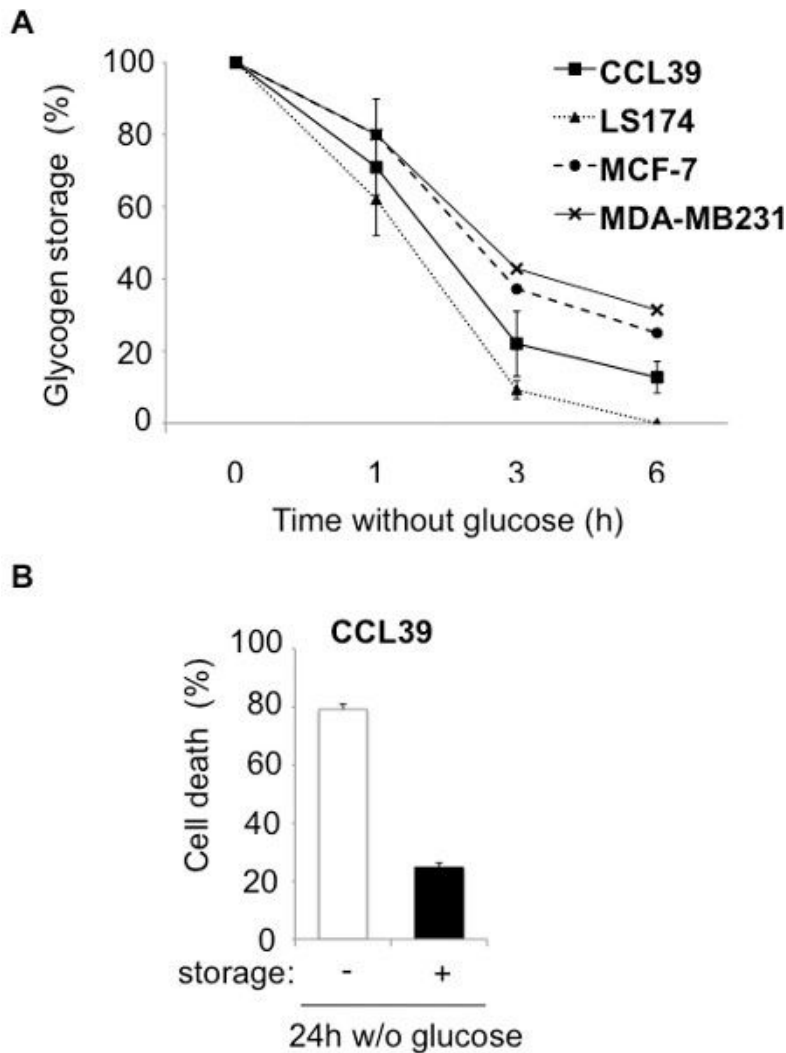 A
Glycogen storage (%)
100
80
60
40
20
0
CCL39
LS174
MCF-7
MDA-MB231
0 1 3 6
Time without glucose (h)
B
CCL39
Cell death (%)
100
80
60
40
20
0
storage: - +
24h w/o glucose